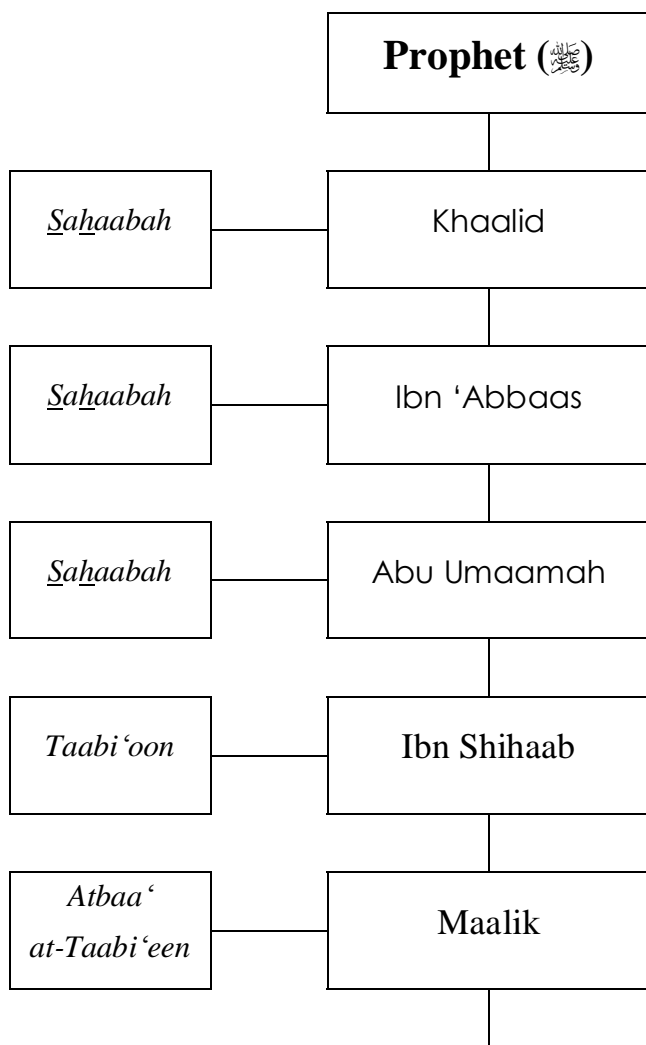 Prophet (ﷺ)
Sahaabah
Khaalid
Sahaabah
Ibn ‘Abbaas
Sahaabah
Abu Umaamah
Taabi‘oon
Ibn Shihaab
Atbaa‘
at-Taabi‘een
Maalik